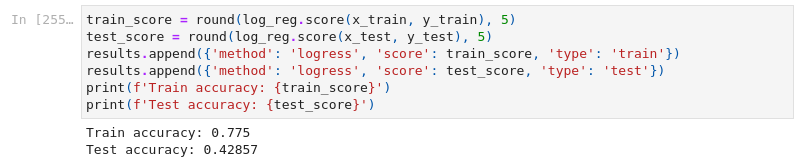 In [255…
train_score = round(log_reg.score(x_train, y_train), 5)
test_score = round(log_reg.score(x_test, y_test), 5)
results.append({'method': 'logress', 'score': train_score, 'type': 'train'})
results.append({'method': 'logress', 'score': test_score, 'type': 'test'})
print(f'Train accuracy: {train_score}')
print(f'Test accuracy: {test_score}')
Train accuracy: 0.775
Test accuracy: 0.42857